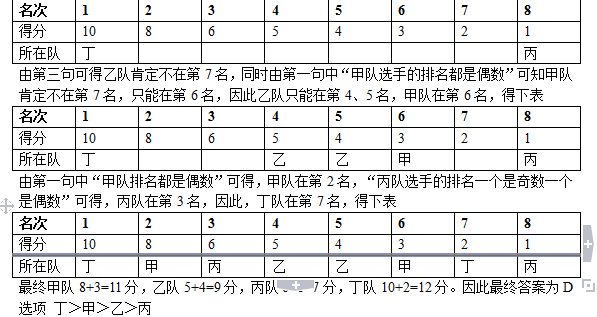 名次 1 2 3 4 5 6 7 8
得分 10 8 6 5 4 3 2 1
所在队 丁 丙
由第三句可得乙队肯定不在第 7 名，同时由第一句中“甲队选手的排名都是偶数”可知甲队
肯定不在第 7 名，只能在第 6 名，因此乙队只能在第 4、5 名，甲队在第 6 名，得下表
名次 1 2 3 4 5 6 7 8
得分 10 8 6 5 4 3 2 1
所在队 丁 乙 乙 甲 丙
由第一句中“甲队排名都是偶数”可得，甲队在第 2 名，“丙队选手的排名一个是奇数一个
是偶数”可得，丙队在第 3 名，因此，丁队在第 7 名，得下表
名次 1 2 3 4 5 6 7 8
得分 10 8 6 5 4 3 2 1
所在队 丁 甲 丙 乙 乙 甲 丁 丙
最终甲队 8+3=11 分，乙队 5+4=9 分，丙队 7 分，丁队 10+2=12 分。因此最终答案为 D
选项 丁＞甲＞乙＞丙